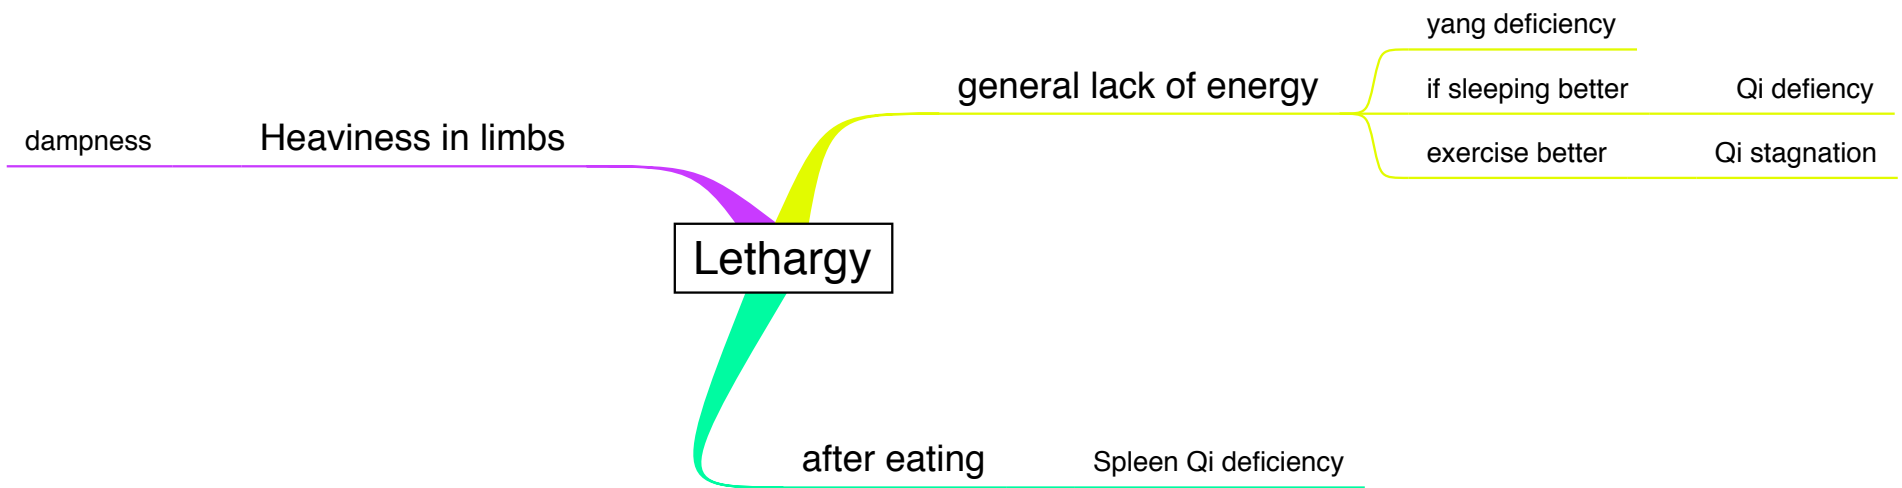 yang deficiency
general lack of energy
if sleeping better
Qi defiency
dampness
Heaviness in limbs
exercise better
Qi stagnation
Lethargy
after eating
Spleen Qi deficiency